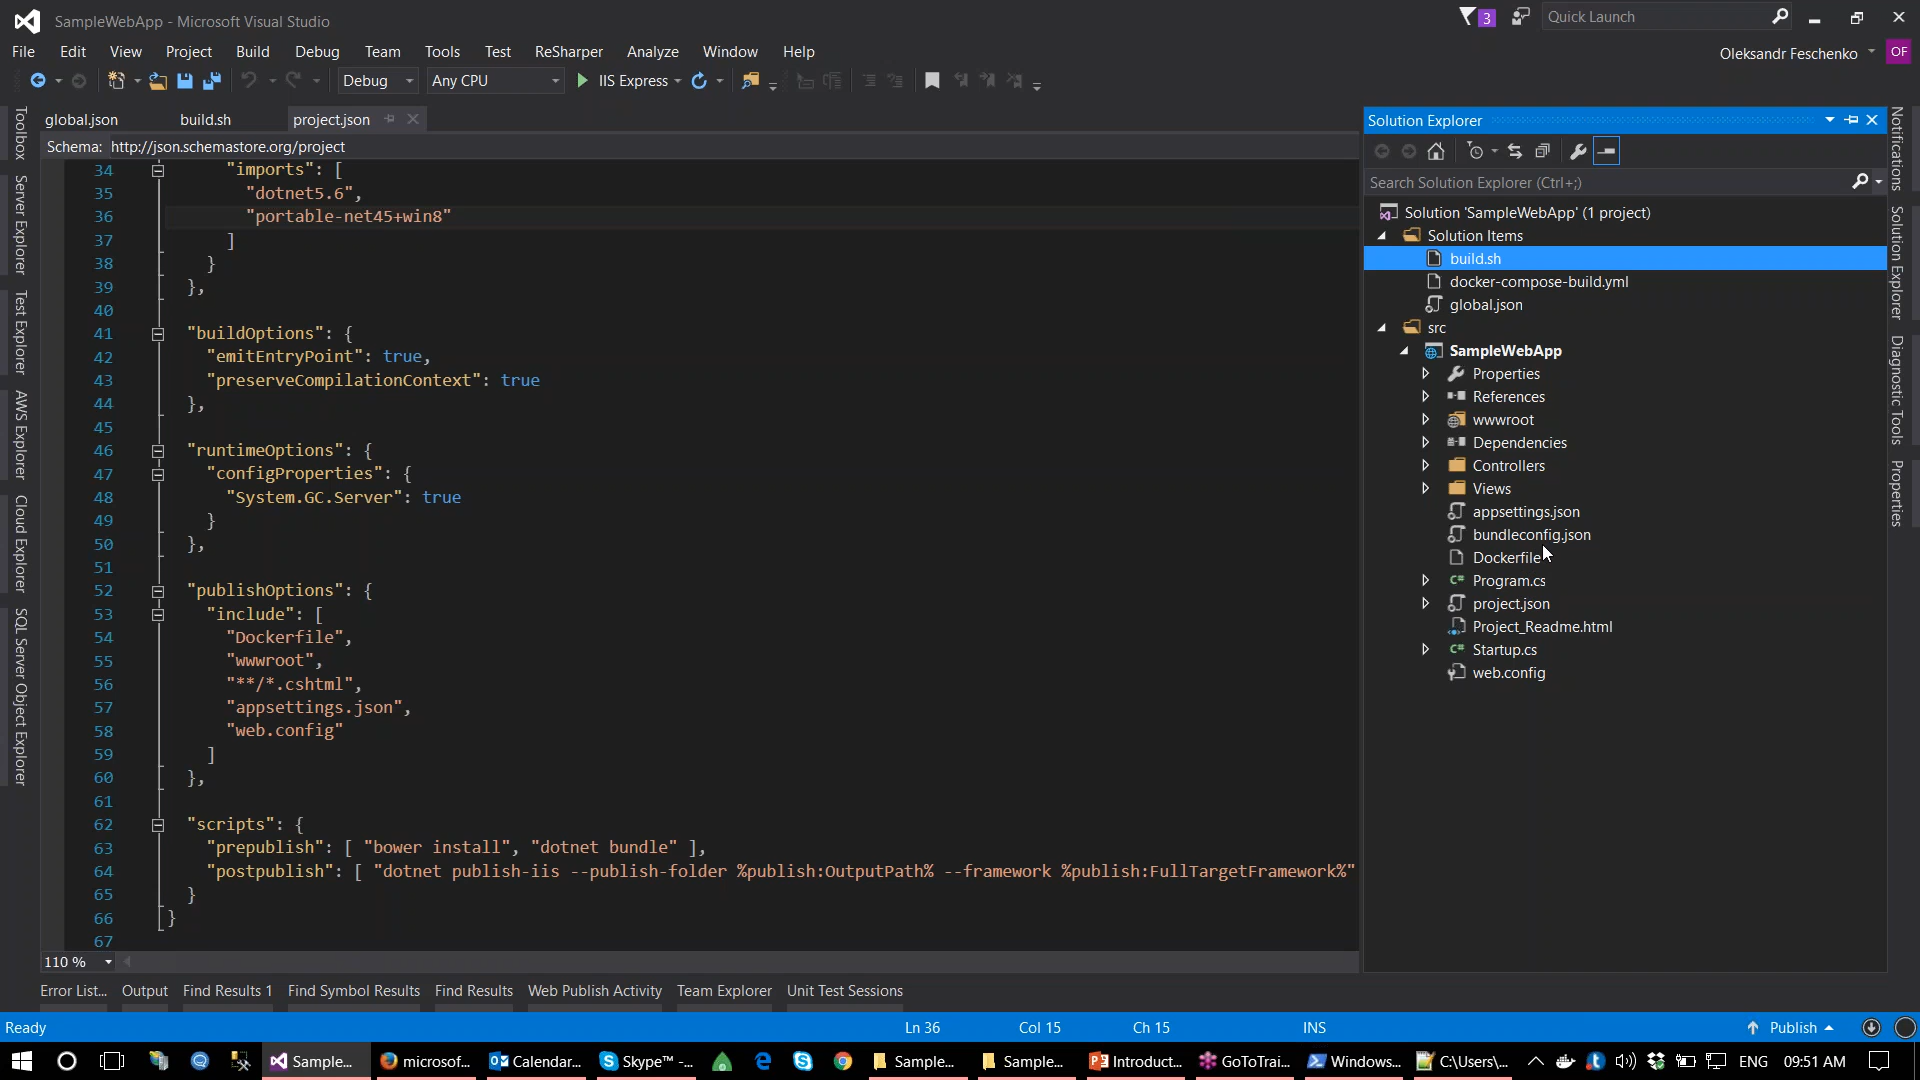 SampleWebApp - Microsoft Visual Studio
3
Quick Launch
File Edit View Project Build Debug Team Tools Test ReSharper Analyze Window Help
Oleksandr Feschenko OF
Debug Any CPU IIS Express
Toolbox
Server Explorer
Test Explorer
AWS Explorer
Cloud Explorer
SQL Server Object Explorer
global.json build.sh project.json
Schema: http://json.schemastore.org/project
34 "imports": [
35 "dotnet5.6",
36 "portable-net45+win8"
37 ]
38 }
39 },
40
41 "buildOptions": {
42 "emitEntryPoint": true,
43 "preserveCompilationContext": true
44 },
45
46 "runtimeOptions": {
47 "configProperties": {
48 "System.GC.Server": true
49 }
50 },
51
52 "publishOptions": {
53 "include": [
54 "Dockerfile",
55 "wwwroot",
56 "**/*.cshtml",
57 "appsettings.json",
58 "web.config"
59 ]
60 },
61
62 "scripts": {
63 "prepublish": [ "bower install", "dotnet bundle" ],
64 "postpublish": [ "dotnet publish-iis --publish-folder %publish:OutputPath% --framework %publish:FullTargetFramework%"
65 }
66 }
67
110 %
Solution Explorer
Search Solution Explorer (Ctrl+;)
Solution 'SampleWebApp' (1 project)
Solution Items
build.sh
docker-compose-build.yml
global.json
src
SampleWebApp
Properties
References
wwwroot
Dependencies
Controllers
Views
appsettings.json
bundleconfig.json
Dockerfile
Program.cs
project.json
Project_Readme.html
Startup.cs
web.config
Notifications
Solution Explorer
Diagnostic Tools
Properties
Error List... Output Find Results 1 Find Symbol Results Find Results Web Publish Activity Team Explorer Unit Test Sessions
Ready Ln 36 Col 15 Ch 15 INS Publish
Sample... microsof... Calendar... Skype™ -... Sample... Sample... Introduct... GoToTrai... Windows... C:\Users\... ENG 09:51 AM